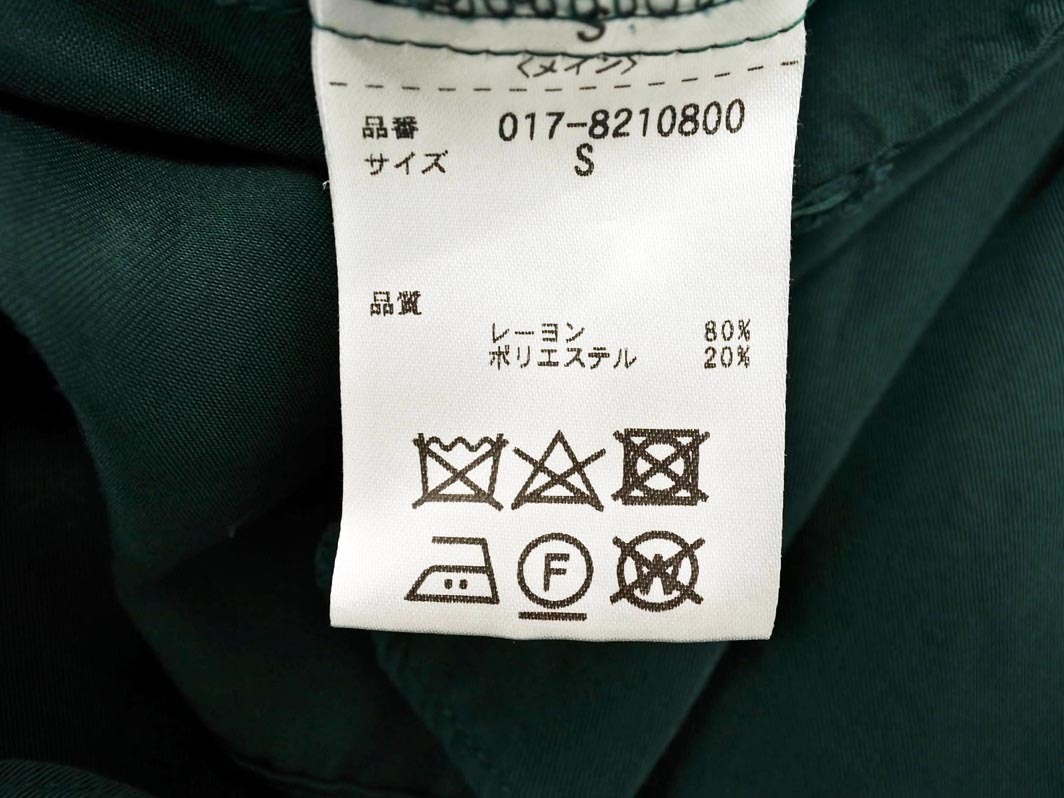 S
〈メイン〉
品番 017-8210800
サイズ S
品質
レーヨン 80%
ポリエステル 20%
F
W